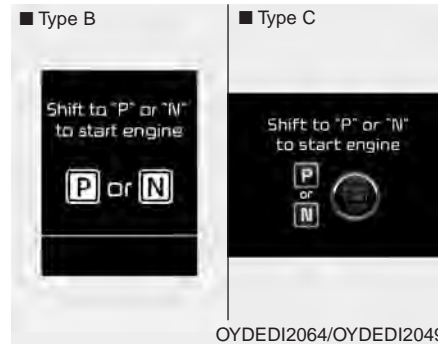 ■ Type B
Shift to "P" or "N"
to start engine
P or N
■ Type C
Shift to "P" or "N"
to start engine
P
or
N
OYDEDI2064/OYDEDI2049